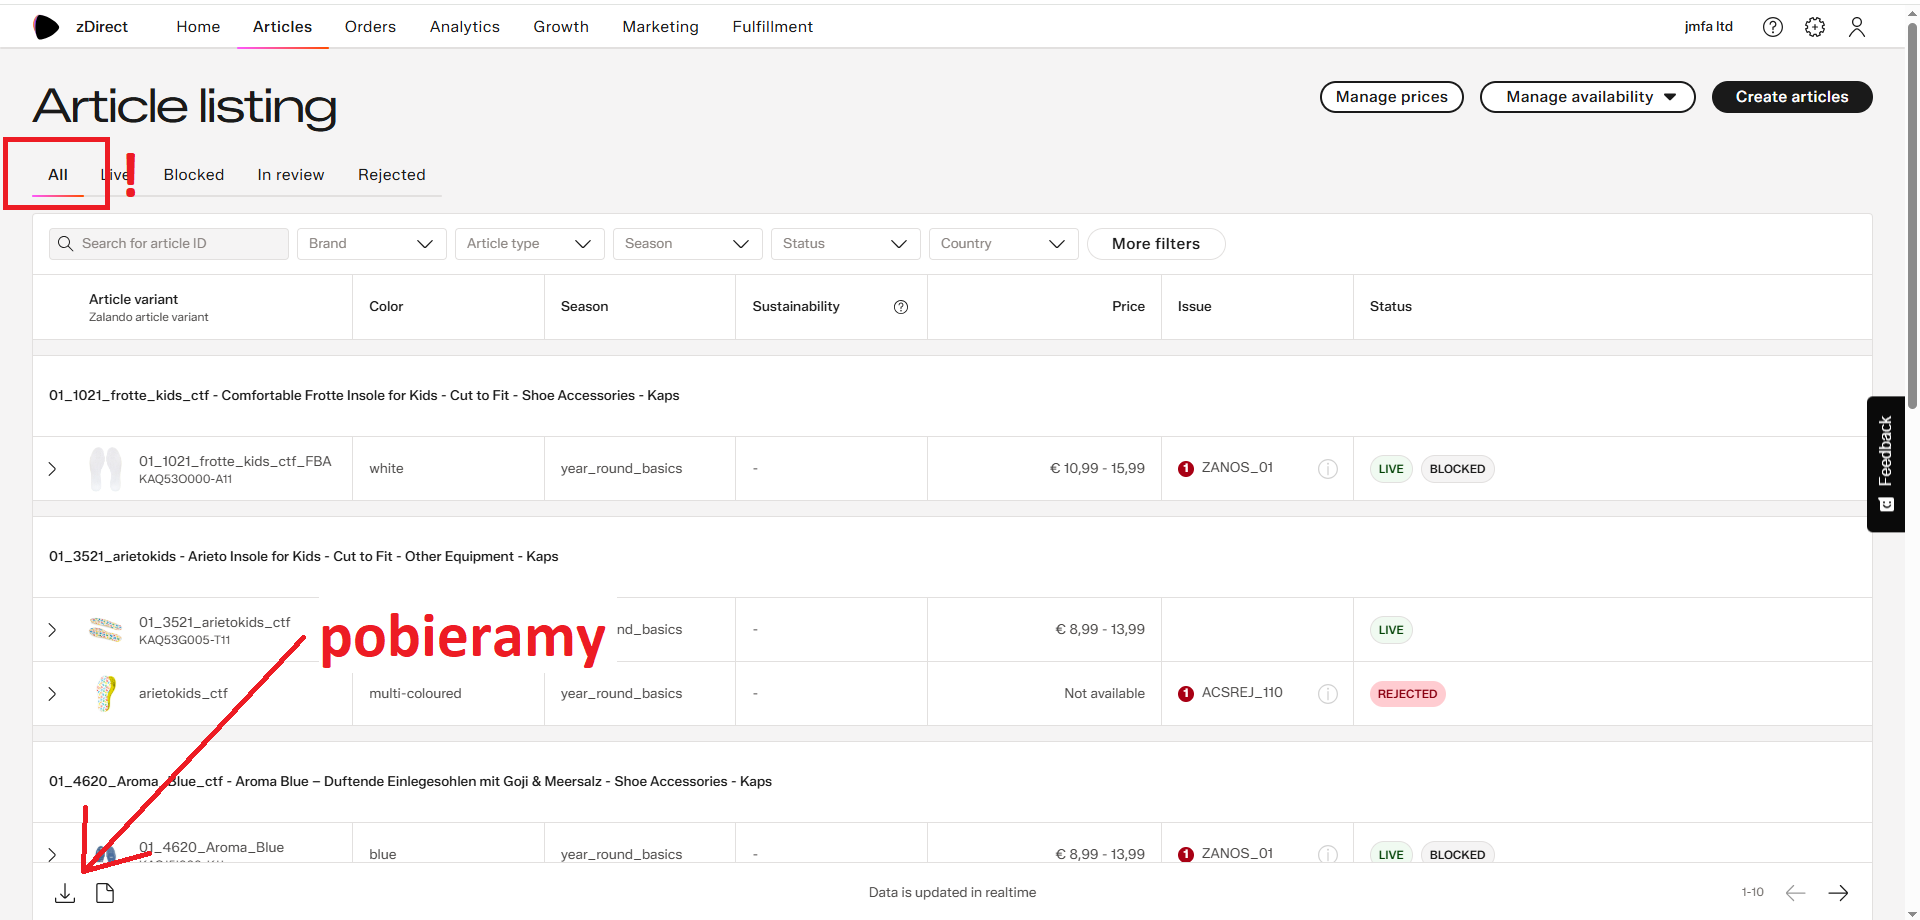 zDirect Home Articles Orders Analytics Growth Marketing Fulfillment jmfa ltd
Article listing
Manage prices Manage availability Create articles
All Live Blocked In review Rejected
!
Search for article ID Brand Article type Season Status Country More filters
Article variant
Zalando article variant
Color Season Sustainability Price Issue Status
01_1021_frotte_kids_ctf - Comfortable Frotte Insole for Kids - Cut to Fit - Shoe Accessories - Kaps
01_1021_frotte_kids_ctf_FBA
KAQ53O000-A11
white year_round_basics - € 10,99 - 15,99 1 ZANOS_01 LIVE BLOCKED
Feedback
01_3521_arietokids - Arieto Insole for Kids - Cut to Fit - Other Equipment - Kaps
01_3521_arietokids_ctf
KAQ53G005-T11
nd_basics - € 8,99 - 13,99 LIVE
pobieramy
arietokids_ctf multi-coloured year_round_basics - Not available 1 ACSREJ_110 REJECTED
01_4620_Aroma_Blue_ctf - Aroma Blue – Duftende Einlegesohlen mit Goji & Meersalz - Shoe Accessories - Kaps
01_4620_Aroma_Blue
blue year_round_basics - € 8,99 - 13,99 1 ZANOS_01 LIVE BLOCKED
Data is updated in realtime
1-10